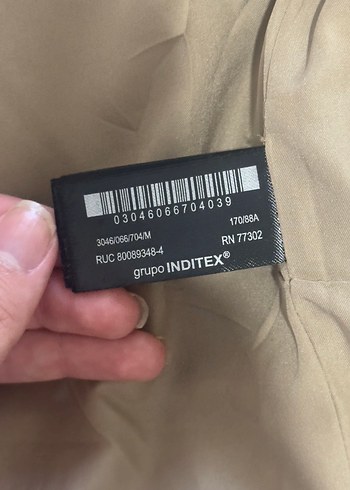 03046066704039
170/88A
3046/066/704/M
RUC 80089348-4
RN 77302
grupo INDITEX®